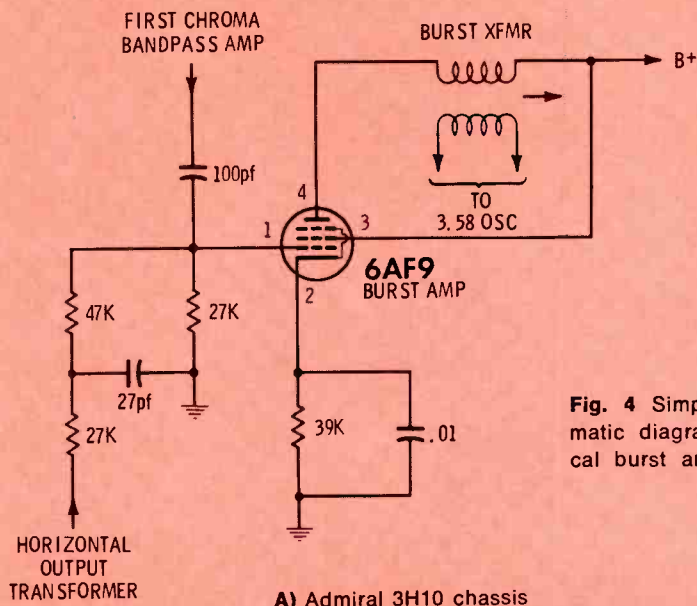 FIRST CHROMA
BANDPASS AMP
BURST XFMR
B+
100pf
TO
3.58 OSC
4
1
3
6AF9
BURST AMP
2
47K
27K
27pf
27K
39K
.01
Fig. 4 Simp
matic diagra
cal burst an
HORIZONTAL
OUTPUT
TRANSFORMER
A) Admiral 3H10 chassis